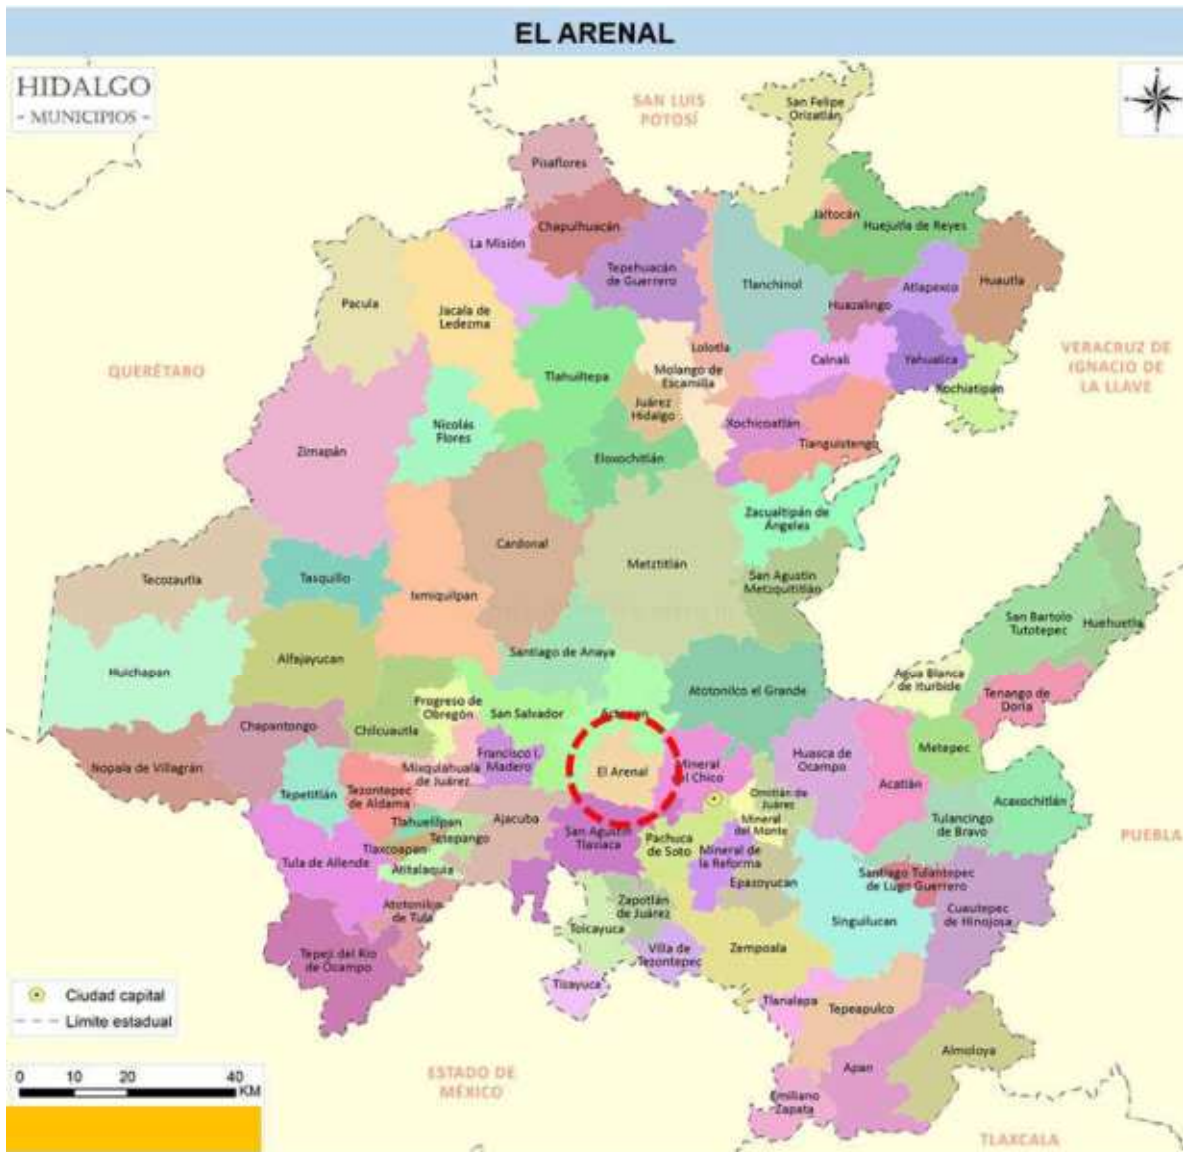 EL ARENAL
HIDALGO
- MUNICIPIOS -
SAN LUIS
POTOSÍ
San Felipe
Orizatlán
Pisaflores
Jaltocán
Huejutla de Reyes
Chapulhuacán
La Misión
Tepehuacán
de Guerrero
Tlanchinol
Atlapexco
Huautla
Huazalingo
Pacula
Jacala de
Ledezma
Lolotla
Calnali
Yahualica
VERACRUZ DE
IGNACIO DE
LA LLAVE
QUERÉTARO
Tlahuiltepa
Molango de
Escamilla
Xochiatipán
Juárez
Hidalgo
Nicolás
Flores
Xochicoatlán
Tianguistengo
Zimapán
Eloxochitlán
Zacualtipán de
Ángeles
Cardonal
Metztitlán
San Agustín
Metzquititlán
Tecozautla
Tasquillo
Ixmiquilpan
San Bartolo
Tutotepec
Huehuetla
Santiago de Anaya
Alfajayucan
Huichapan
Atotonilco el Grande
Agua Blanca
de Iturbide
Tenango de
Doria
Progreso de
Obregón
San Salvador
Actopan
Chapantongo
Chilcuautla
Metepec
Francisco I.
Madero
Huasca de
Ocampo
Nopala de Villagrán
Mixquiahuala
de Juárez
El Arenal
Mineral
el Chico
Acatlán
Tepetitlán
Tezontepec
de Aldama
Omitlán de
Juárez
Acaxochitlán
Tlahuelilpan
Ajacuba
Mineral
del Monte
Tulancingo
de Bravo
Tetepango
San Agustín
Tlaxiaca
Pachuca
de Soto
PUEBLA
Tlaxcoapan
Tula de Allende
Mineral de
la Reforma
Atitalaquia
Epazoyucan
Santiago Tulantepec
de Lugo Guerrero
Atotonilco
de Tula
Zapotlán
de Juárez
Tolcayuca
Singuilucan
Cuautepec
de Hinojosa
Tepeji del Río
de Ocampo
Villa de
Tezontepec
Zempoala
Tizayuca
Tlanalapa
Tepeapulco
Ciudad capital
Límite estadual
Almoloya
Apan
0 10 20 40
KM
ESTADO DE
MÉXICO
Emiliano
Zapata
TLAXCALA